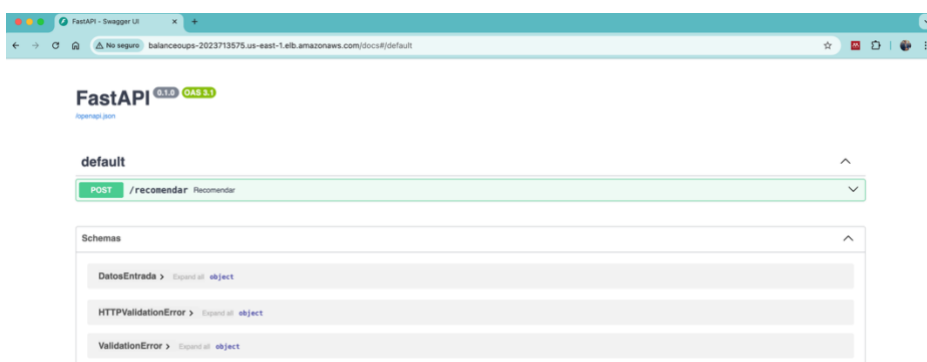 FastAPI - Swagger UI
No seguro balanceoups-2023713575.us-east-1.elb.amazonaws.com/docs#/default
FastAPI 0.1.0 OAS 3.1
/openapi.json
default
POST /recomendar Recomendar
Schemas
DatosEntrada Expand all object
HTTPValidationError Expand all object
ValidationError Expand all object